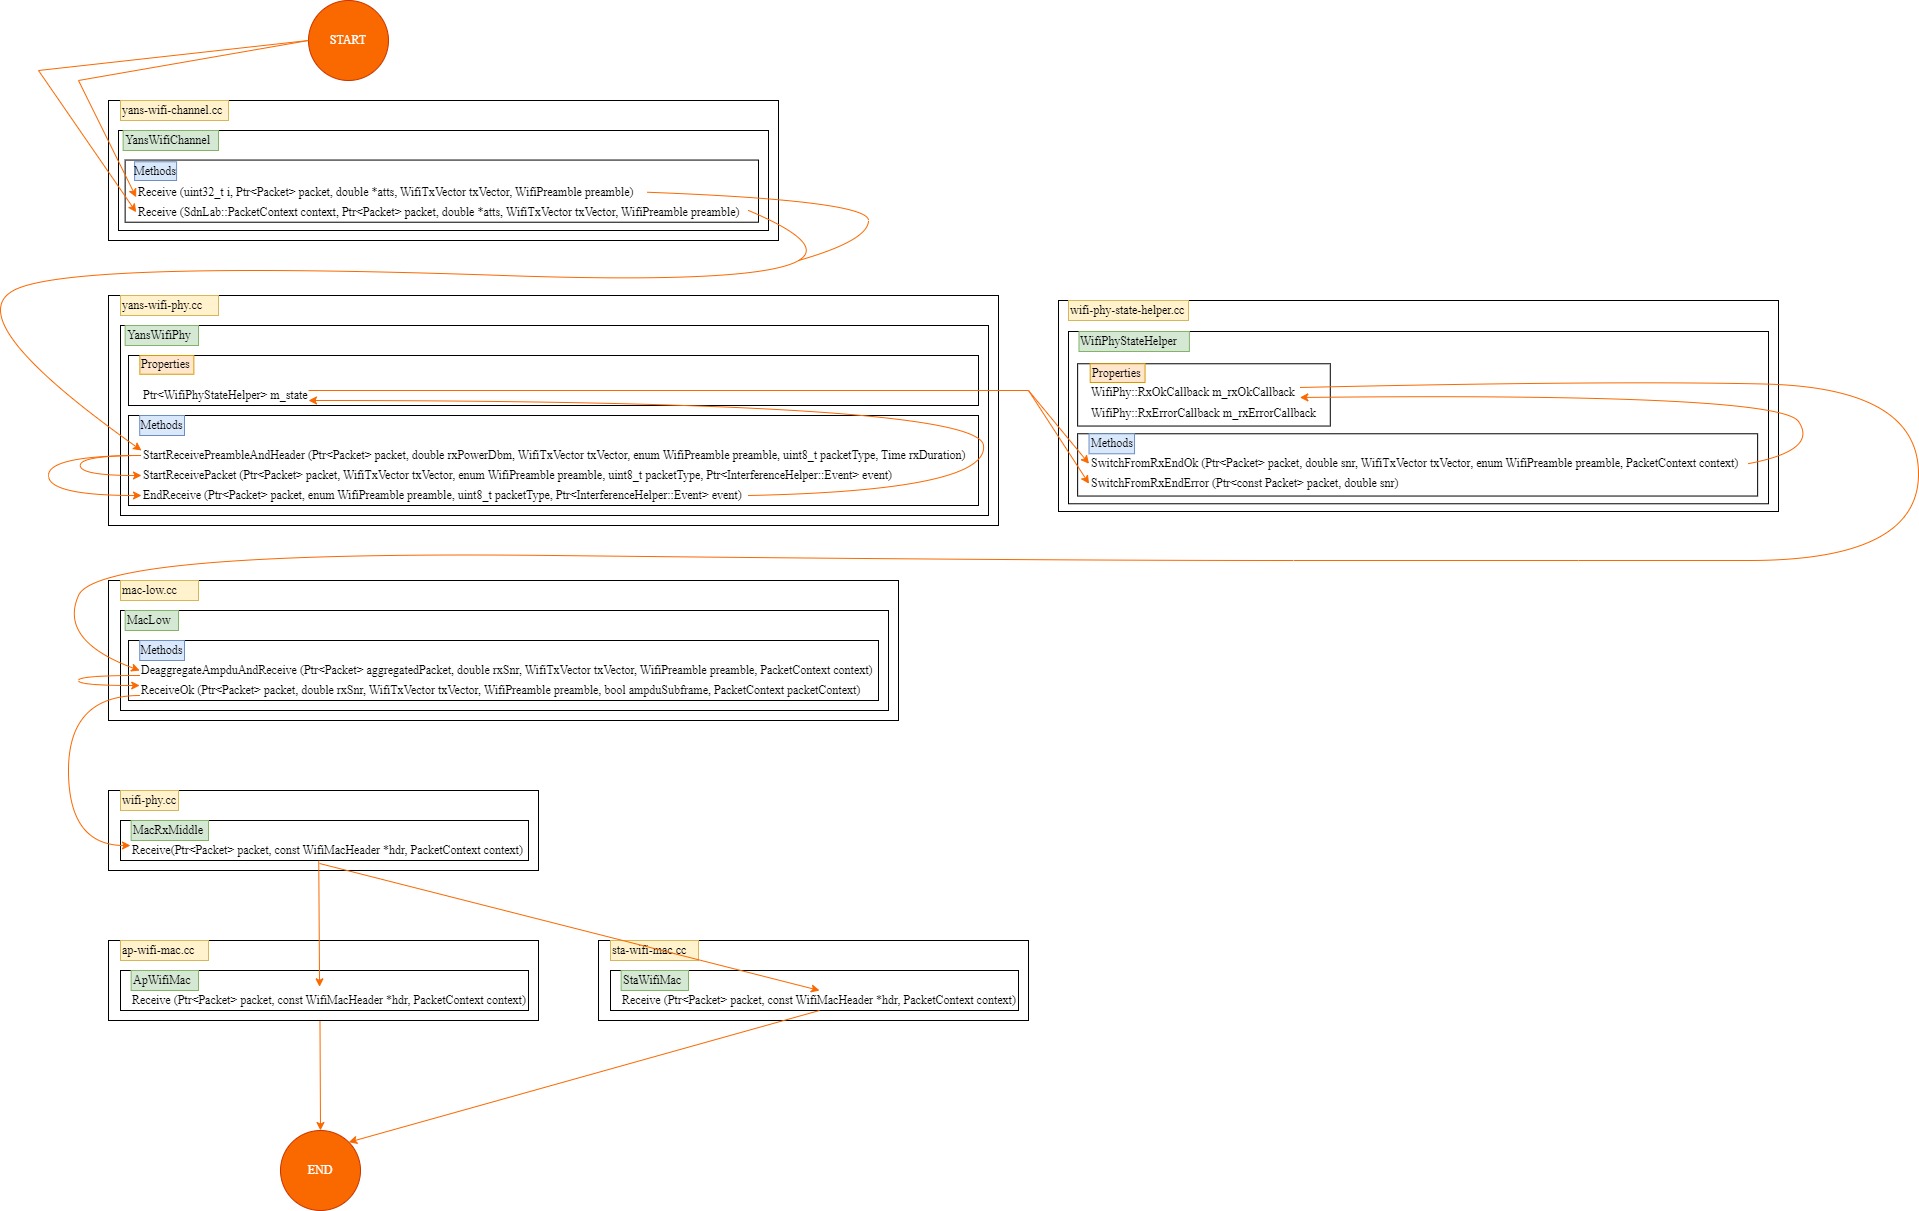 START
yans-wifi-channel.cc
YansWifiChannel
Methods
Receive (uint32_t i, Ptr<Packet> packet, double *atts, WifiTxVector txVector, WifiPreamble preamble)
Receive (SdnLab::PacketContext context, Ptr<Packet> packet, double *atts, WifiTxVector txVector, WifiPreamble preamble)
yans-wifi-phy.cc
YansWifiPhy
Properties
Ptr<WifiPhyStateHelper> m_state
Methods
StartReceivePreambleAndHeader (Ptr<Packet> packet, double rxPowerDbm, WifiTxVector txVector, enum WifiPreamble preamble, uint8_t packetType, Time rxDuration)
StartReceivePacket (Ptr<Packet> packet, WifiTxVector txVector, enum WifiPreamble preamble, uint8_t packetType, Ptr<InterferenceHelper::Event> event)
EndReceive (Ptr<Packet> packet, enum WifiPreamble preamble, uint8_t packetType, Ptr<InterferenceHelper::Event> event)
wifi-phy-state-helper.cc
WifiPhyStateHelper
Properties
WifiPhy::RxOkCallback m_rxOkCallback
WifiPhy::RxErrorCallback m_rxErrorCallback
Methods
SwitchFromRxEndOk (Ptr<Packet> packet, double snr, WifiTxVector txVector, enum WifiPreamble preamble, PacketContext context)
SwitchFromRxEndError (Ptr<const Packet> packet, double snr)
mac-low.cc
MacLow
Methods
DeaggregateAmpduAndReceive (Ptr<Packet> aggregatedPacket, double rxSnr, WifiTxVector txVector, WifiPreamble preamble, PacketContext context)
ReceiveOk (Ptr<Packet> packet, double rxSnr, WifiTxVector txVector, WifiPreamble preamble, bool ampduSubframe, PacketContext packetContext)
wifi-phy.cc
MacRxMiddle
Receive(Ptr<Packet> packet, const WifiMacHeader *hdr, PacketContext context)
ap-wifi-mac.cc
ApWifiMac
Receive (Ptr<Packet> packet, const WifiMacHeader *hdr, PacketContext context)
sta-wifi-mac.cc
StaWifiMac
Receive (Ptr<Packet> packet, const WifiMacHeader *hdr, PacketContext context)
END